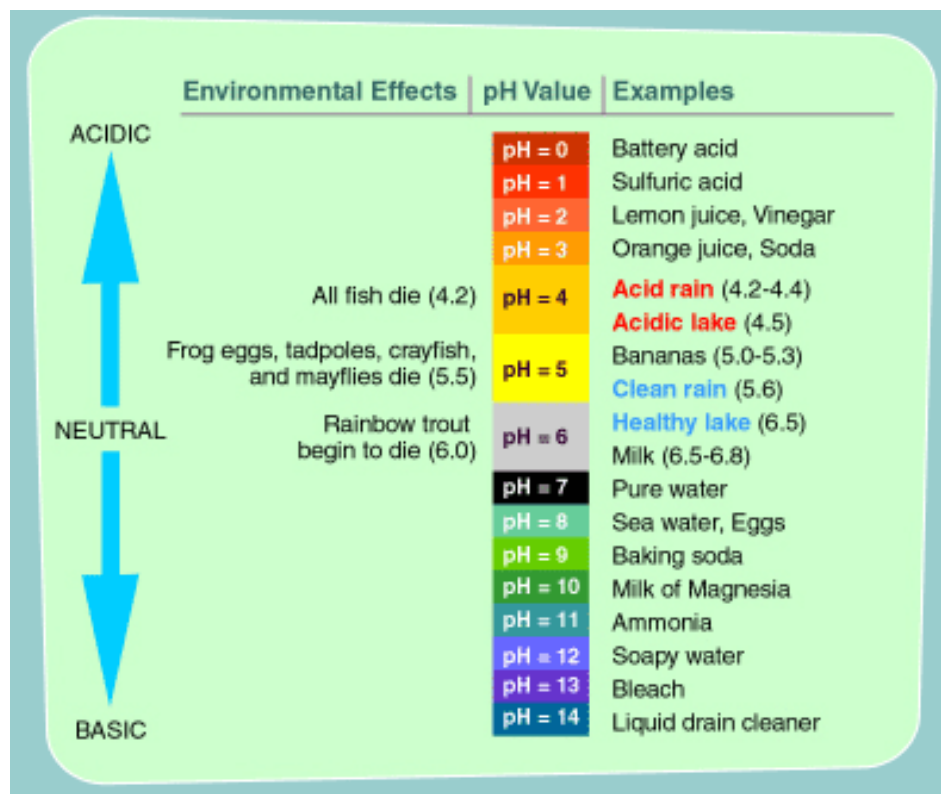 Environmental Effects pH Value Examples
ACIDIC
pH = 0 Battery acid
pH = 1 Sulfuric acid
pH = 2 Lemon juice, Vinegar
pH = 3 Orange juice, Soda
All fish die (4.2) pH = 4 Acid rain (4.2-4.4)
Acidic lake (4.5)
Frog eggs, tadpoles, crayfish,
and mayflies die (5.5) pH = 5 Bananas (5.0-5.3)
Clean rain (5.6)
NEUTRAL
Rainbow trout
begin to die (6.0) pH = 6 Healthy lake (6.5)
Milk (6.5-6.8)
pH = 7 Pure water
pH = 8 Sea water, Eggs
pH = 9 Baking soda
pH = 10 Milk of Magnesia
pH = 11 Ammonia
pH = 12 Soapy water
pH = 13 Bleach
pH = 14 Liquid drain cleaner
BASIC